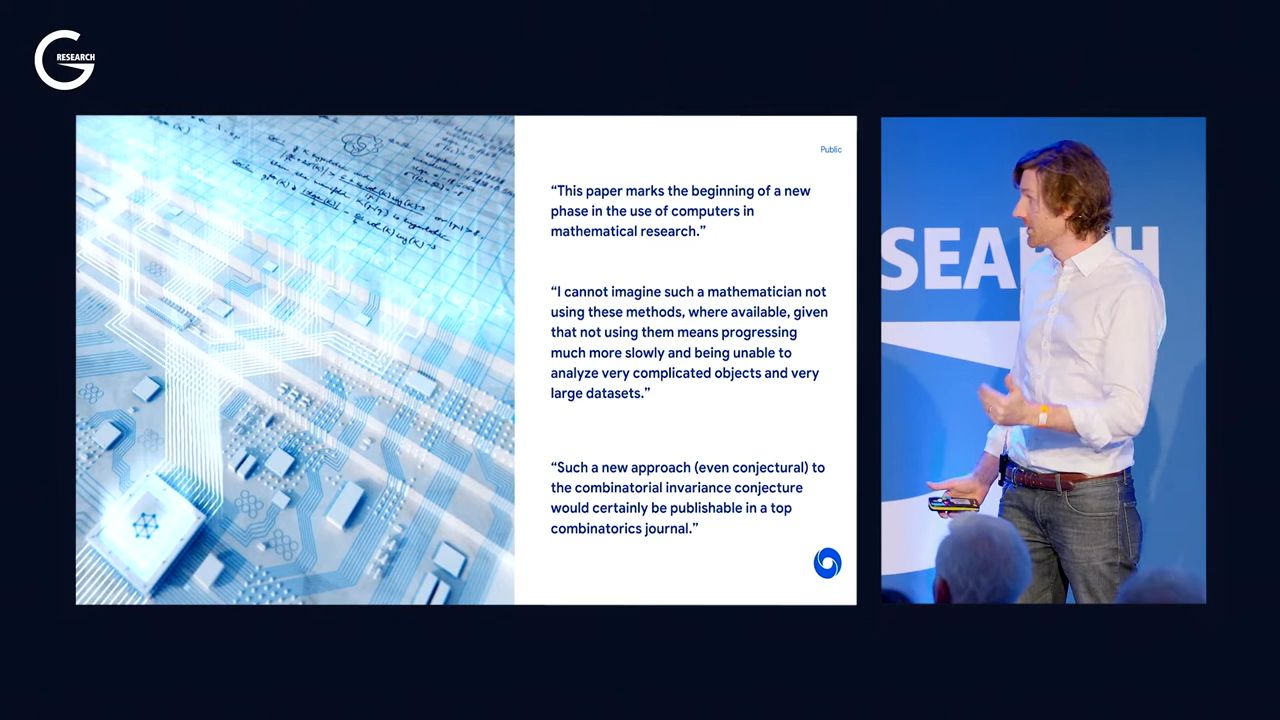 RESEARCH
Public
“This paper marks the beginning of a new
phase in the use of computers in
mathematical research.”
“I cannot imagine such a mathematician not
using these methods, where available, given
that not using them means progressing
much more slowly and being unable to
analyze very complicated objects and very
large datasets.”
“Such a new approach (even conjectural) to
the combinatorial invariance conjecture
would certainly be publishable in a top
combinatorics journal.”
SEARCH